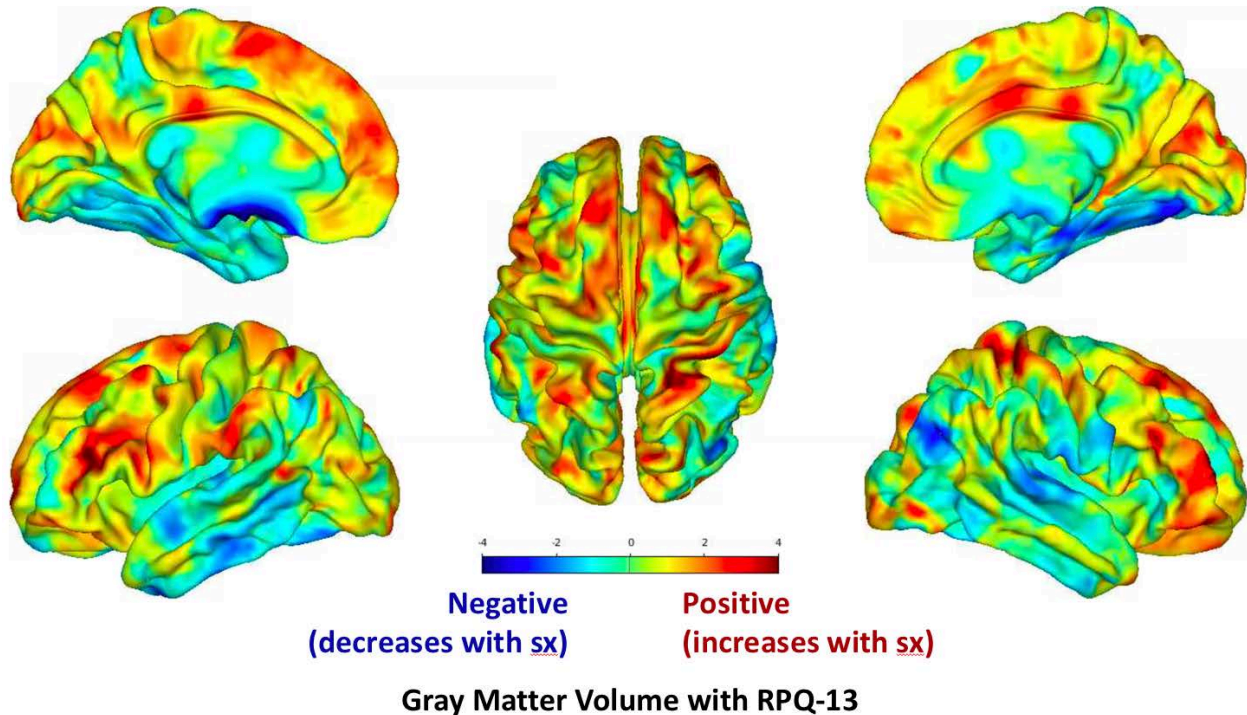 -4 -2 0 2 4
Negative Positive
(decreases with sx) (increases with sx)
Gray Matter Volume with RPQ-13